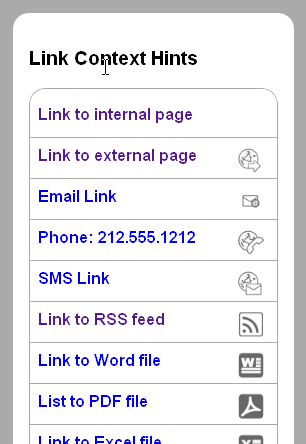 Link Context Hints
Link to internal page
Link to external page
Email Link
Phone: 212.555.1212
SMS Link
Link to RSS feed
Link to Word file
List to PDF file
Link to Excel file